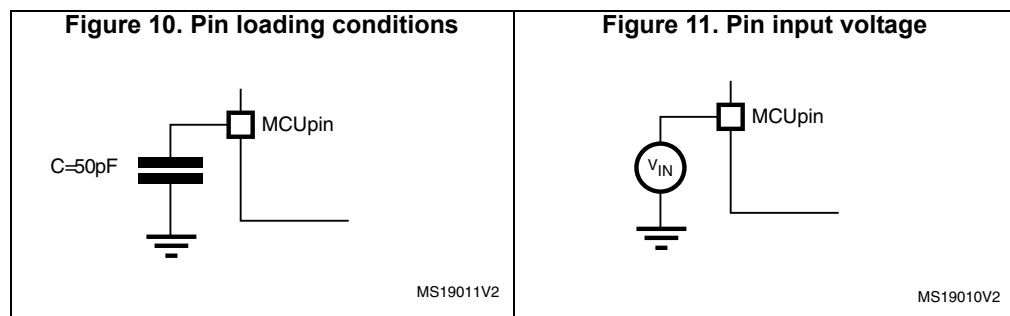 Figure 10. Pin loading conditions
MCUpin
C=50pF
MS19011V2
Figure 11. Pin input voltage
MCUpin
VIN
MS19010V2